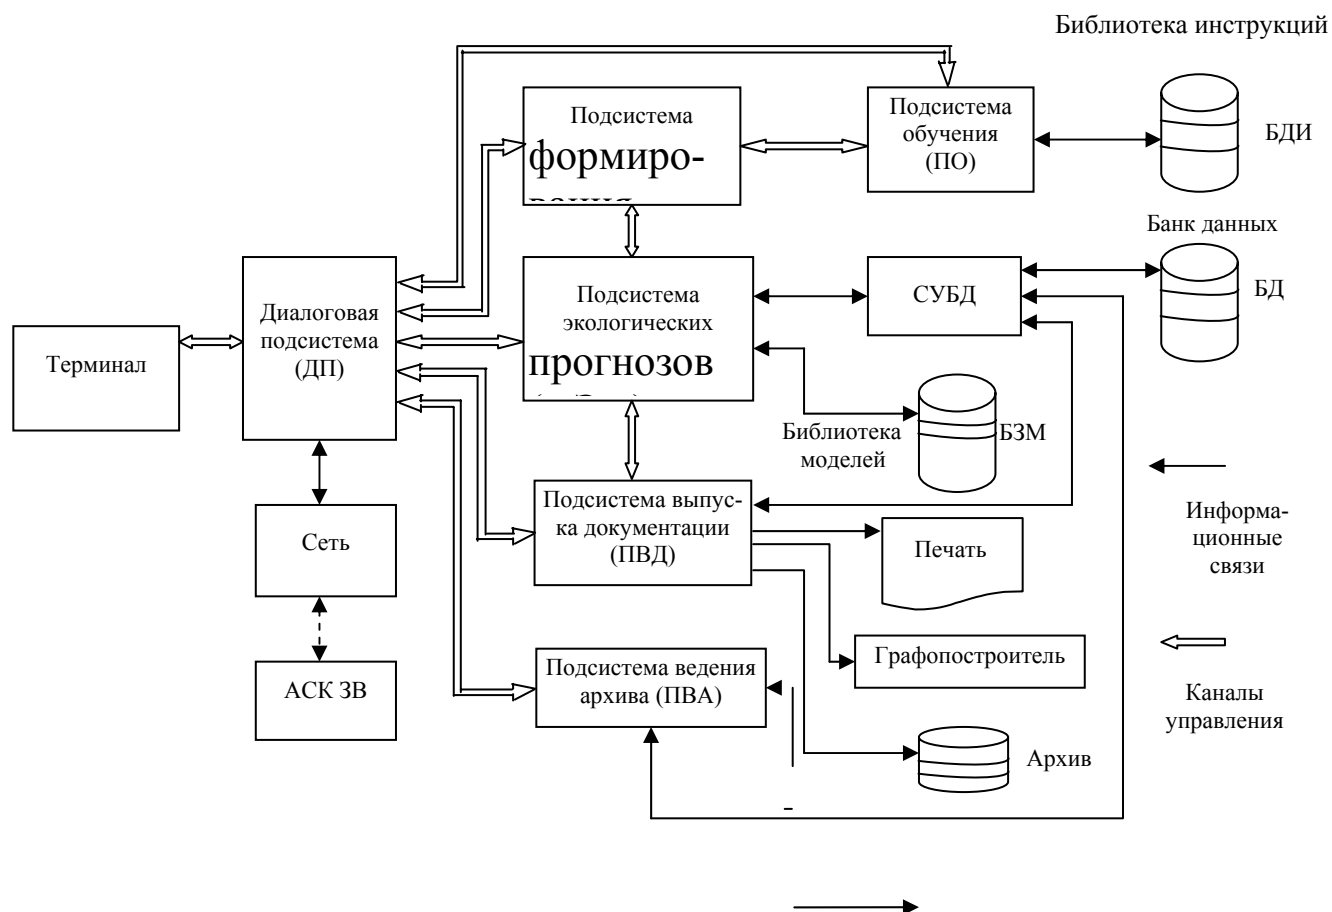 Библиотека инструкций
Подсистема
формиро-
Подсистема
обучения
(ПО)
БДИ
Банк данных
БД
Терминал
Диалоговая
подсистема
(ДП)
Подсистема
экологических
прогнозов
СУБД
Библиотека
моделей
БЗМ
Сеть
Подсистема выпус-
ка документации
(ПВД)
Печать
Информа-
ционные
связи
АСК ЗВ
Подсистема ведения
архива (ПВА)
Графопостроитель
Каналы
управления
Архив